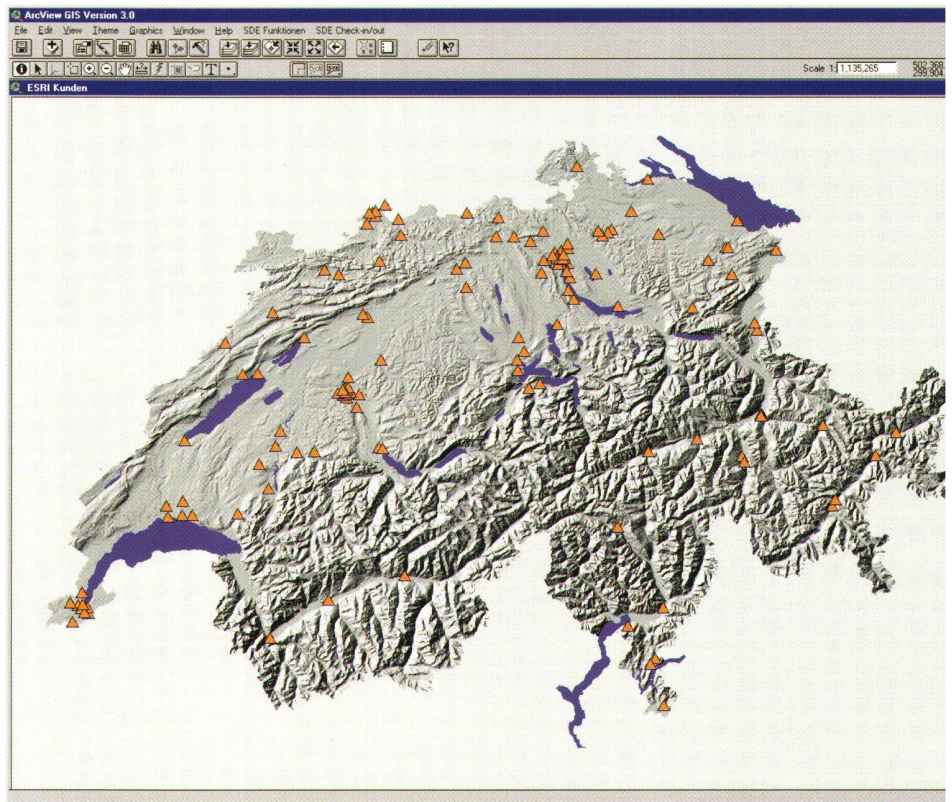 ArcView GIS Version 3.0
File Edit View Theme Graphics Window Help SDE Funktionen SDE Check-in/out
Scale 1: 1,135,265
502,368
299,904
ESRI Kunden